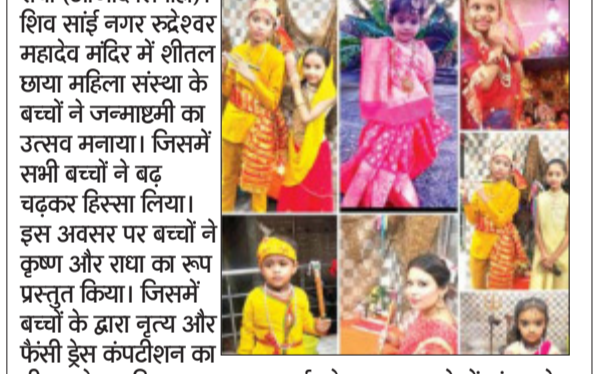 शिव सांई नगर रुद्रेश्वर
महादेव मंदिर में शीतल
छाया महिला संस्था के
बच्चों ने जन्माष्टमी का
उत्सव मनाया। जिसमें
सभी बच्चों ने बढ़
चढ़कर हिस्सा लिया।
इस अवसर पर बच्चों ने
कृष्ण और राधा का रूप
प्रस्तुत किया। जिसमें
बच्चों के द्वारा नृत्य और
फैंसी ड्रेस कंपटीशन का